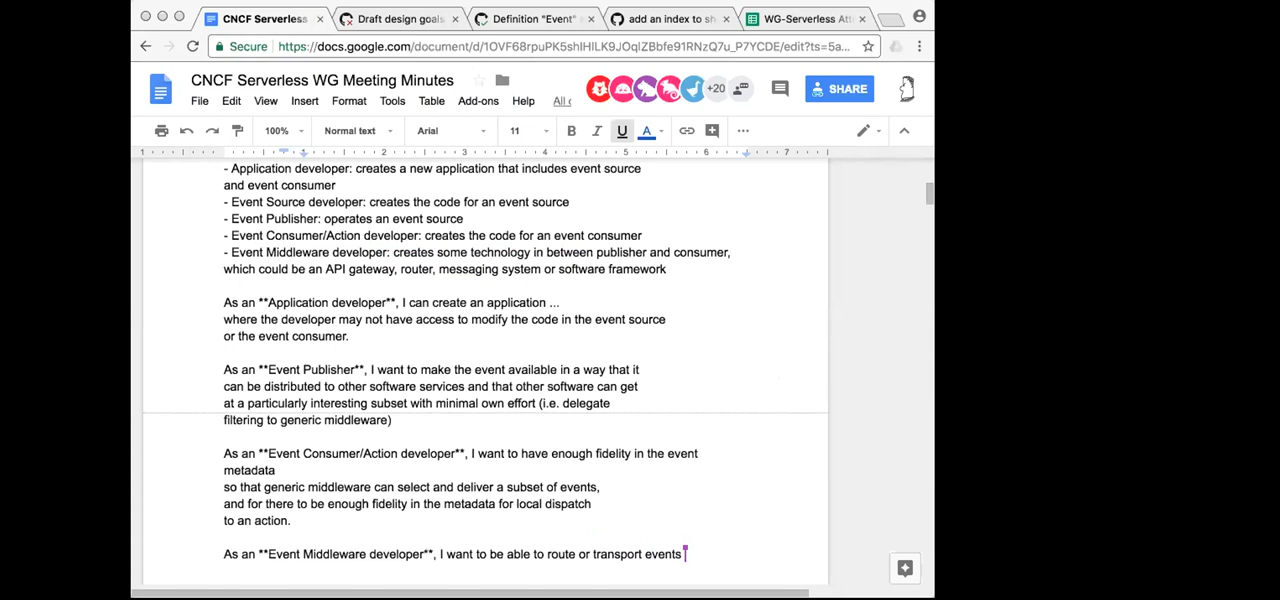 CNCF Serverless
Draft design goals
Definition "Event"
add an index to sh
WG-Serverless Att
Secure
https://docs.google.com/document/d/1OVF68rpuPK5shIHILK9JOqlZBbfe91RNzQ7u_P7YCDE/edit?ts=5a...
CNCF Serverless WG Meeting Minutes
+20
SHARE
File Edit View Insert Format Tools Table Add-ons Help All c
100% Normal text Arial 11 B I U A ...
1 1 2 3 4 5 6 7
- Application developer: creates a new application that includes event source
and event consumer
- Event Source developer: creates the code for an event source
- Event Publisher: operates an event source
- Event Consumer/Action developer: creates the code for an event consumer
- Event Middleware developer: creates some technology in between publisher and consumer,
which could be an API gateway, router, messaging system or software framework
As an **Application developer**, I can create an application ...
where the developer may not have access to modify the code in the event source
or the event consumer.
As an **Event Publisher**, I want to make the event available in a way that it
can be distributed to other software services and that other software can get
at a particularly interesting subset with minimal own effort (i.e. delegate
filtering to generic middleware)
As an **Event Consumer/Action developer**, I want to have enough fidelity in the event
metadata
so that generic middleware can select and deliver a subset of events,
and for there to be enough fidelity in the metadata for local dispatch
to an action.
As an **Event Middleware developer**, I want to be able to route or transport events